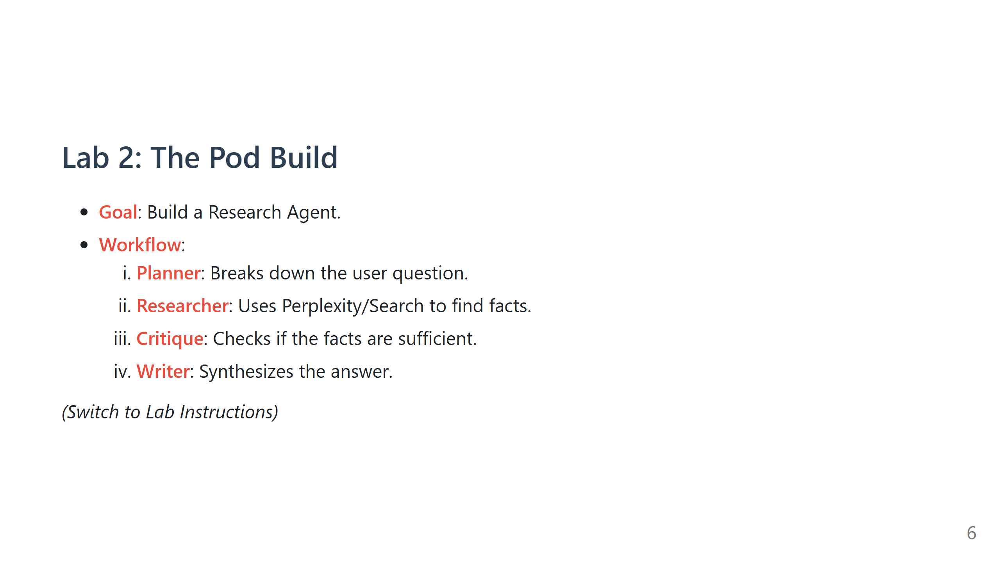 Lab 2: The Pod Build
• Goal: Build a Research Agent.
• Workflow:
i. Planner: Breaks down the user question.
ii. Researcher: Uses Perplexity/Search to find facts.
iii. Critique: Checks if the facts are sufficient.
iv. Writer: Synthesizes the answer.
(Switch to Lab Instructions)
6